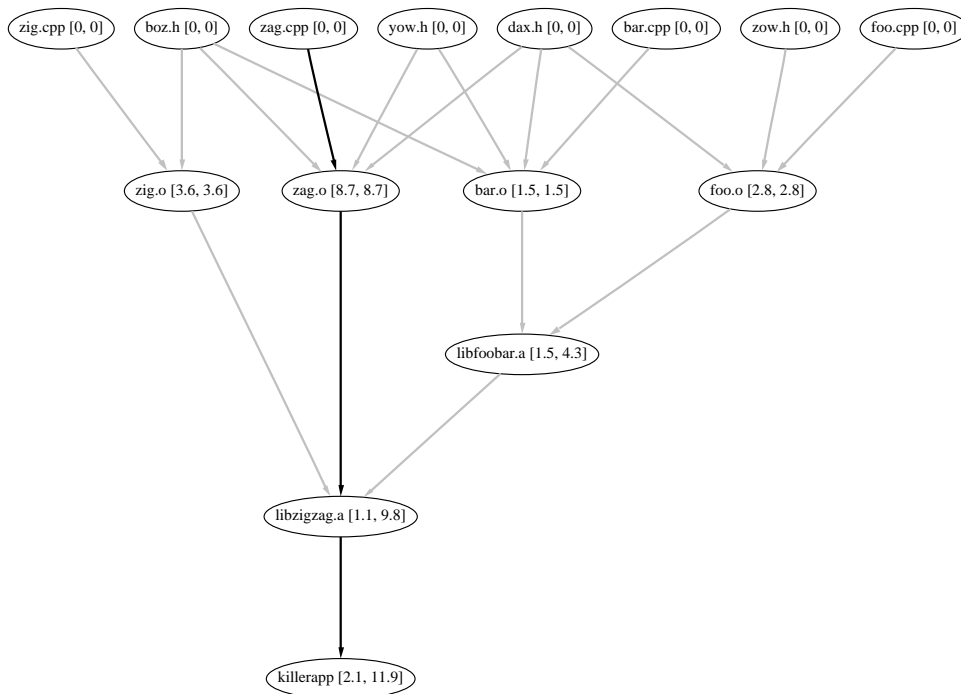 zig.cpp [0, 0]
boz.h [0, 0]
zag.cpp [0, 0]
yow.h [0, 0]
dax.h [0, 0]
bar.cpp [0, 0]
zow.h [0, 0]
foo.cpp [0, 0]
zig.o [3.6, 3.6]
zag.o [8.7, 8.7]
bar.o [1.5, 1.5]
foo.o [2.8, 2.8]
libfoobar.a [1.5, 4.3]
libzigzag.a [1.1, 9.8]
killerapp [2.1, 11.9]